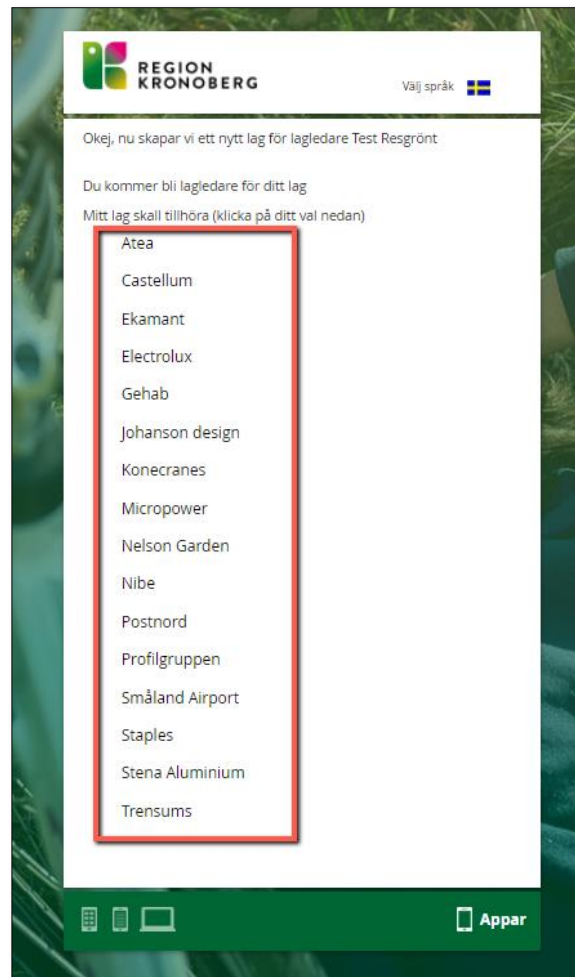 REGION
KRONOBERG
Välj språk
Okej, nu skapar vi ett nytt lag för lagledare Test Resgrönt
Du kommer bli lagledare för ditt lag
Mitt lag skall tillhöra (klicka på ditt val nedan)
Atea
Castellum
Ekamant
Electrolux
Gehab
Johanson design
Konecranes
Micropower
Nelson Garden
Nibe
Postnord
Profilgruppen
Småland Airport
Staples
Stena Aluminium
Trensums
Appar